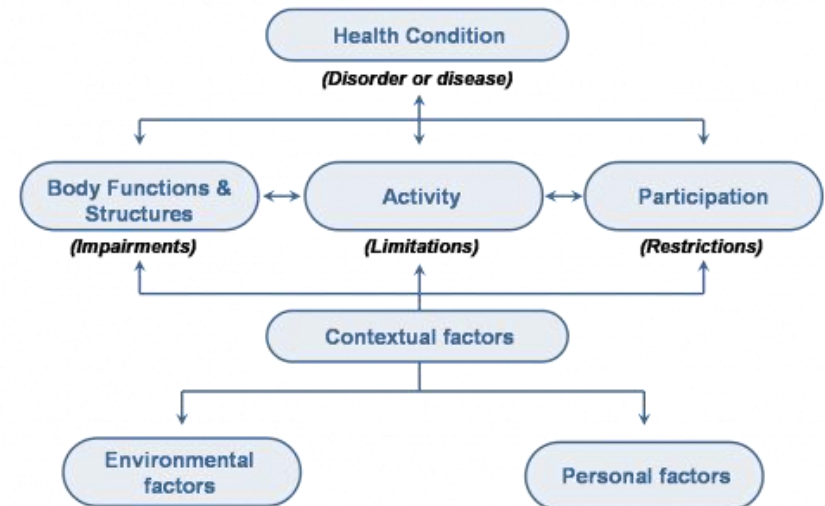 Health Condition
(Disorder or disease)
Body Functions &
Structures
Activity
Participation
(Impairments)
(Limitations)
(Restrictions)
Contextual factors
Environmental
factors
Personal factors